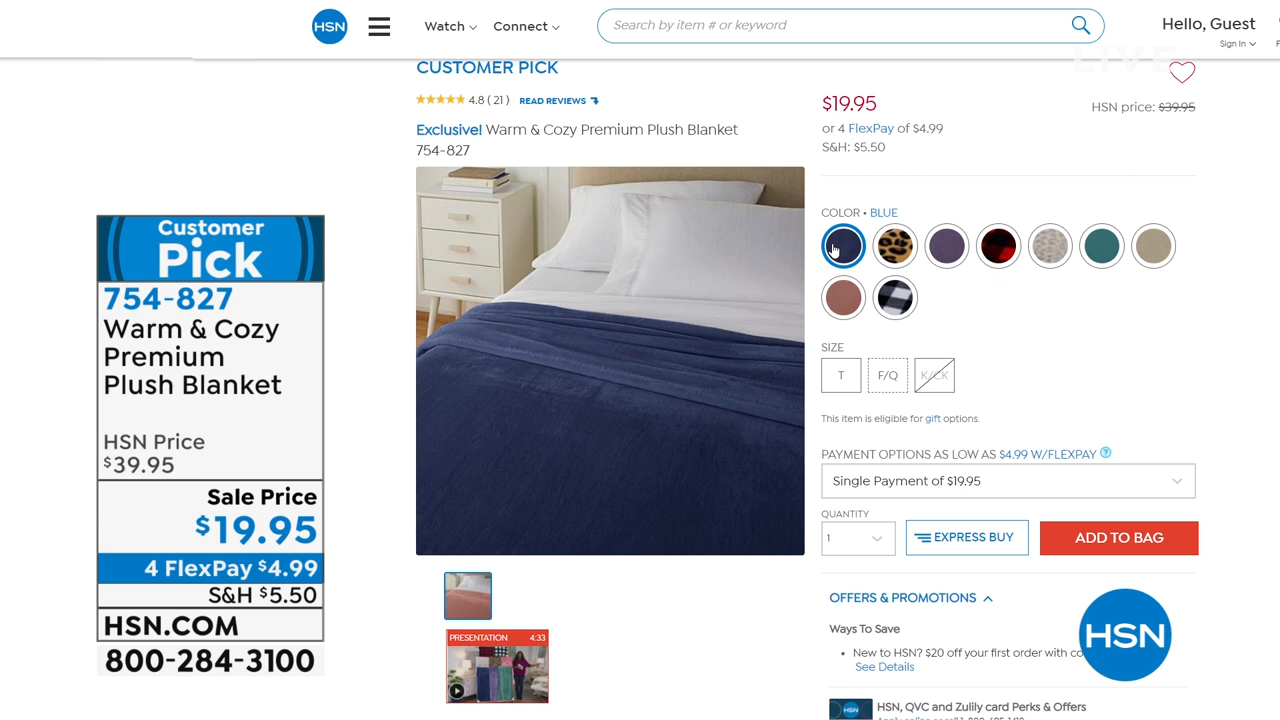 HSN
Watch
Connect
Search by item # or keyword
Hello, Guest
Sign In
LIVE
CUSTOMER PICK
4.8 ( 21 ) READ REVIEWS
Exclusive! Warm & Cozy Premium Plush Blanket
754-827
$19.95
HSN price: $39.95
or 4 FlexPay of $4.99
S&H: $5.50
COLOR • BLUE
SIZE
T
F/Q
K/CK
This item is eligible for gift options.
PAYMENT OPTIONS AS LOW AS $4.99 W/FLEXPAY ?
Single Payment of $19.95
QUANTITY
1
EXPRESS BUY
ADD TO BAG
OFFERS & PROMOTIONS
Ways To Save
• New to HSN? $20 off your first order with co
See Details
HSN
HSN
HSN, QVC and Zulily card Perks & Offers
PRESENTATION 4:33
Customer
Pick
754-827
Warm & Cozy
Premium
Plush Blanket
HSN Price
$39.95
Sale Price
$19.95
4 FlexPay $4.99
S&H $5.50
HSN.COM
800-284-3100